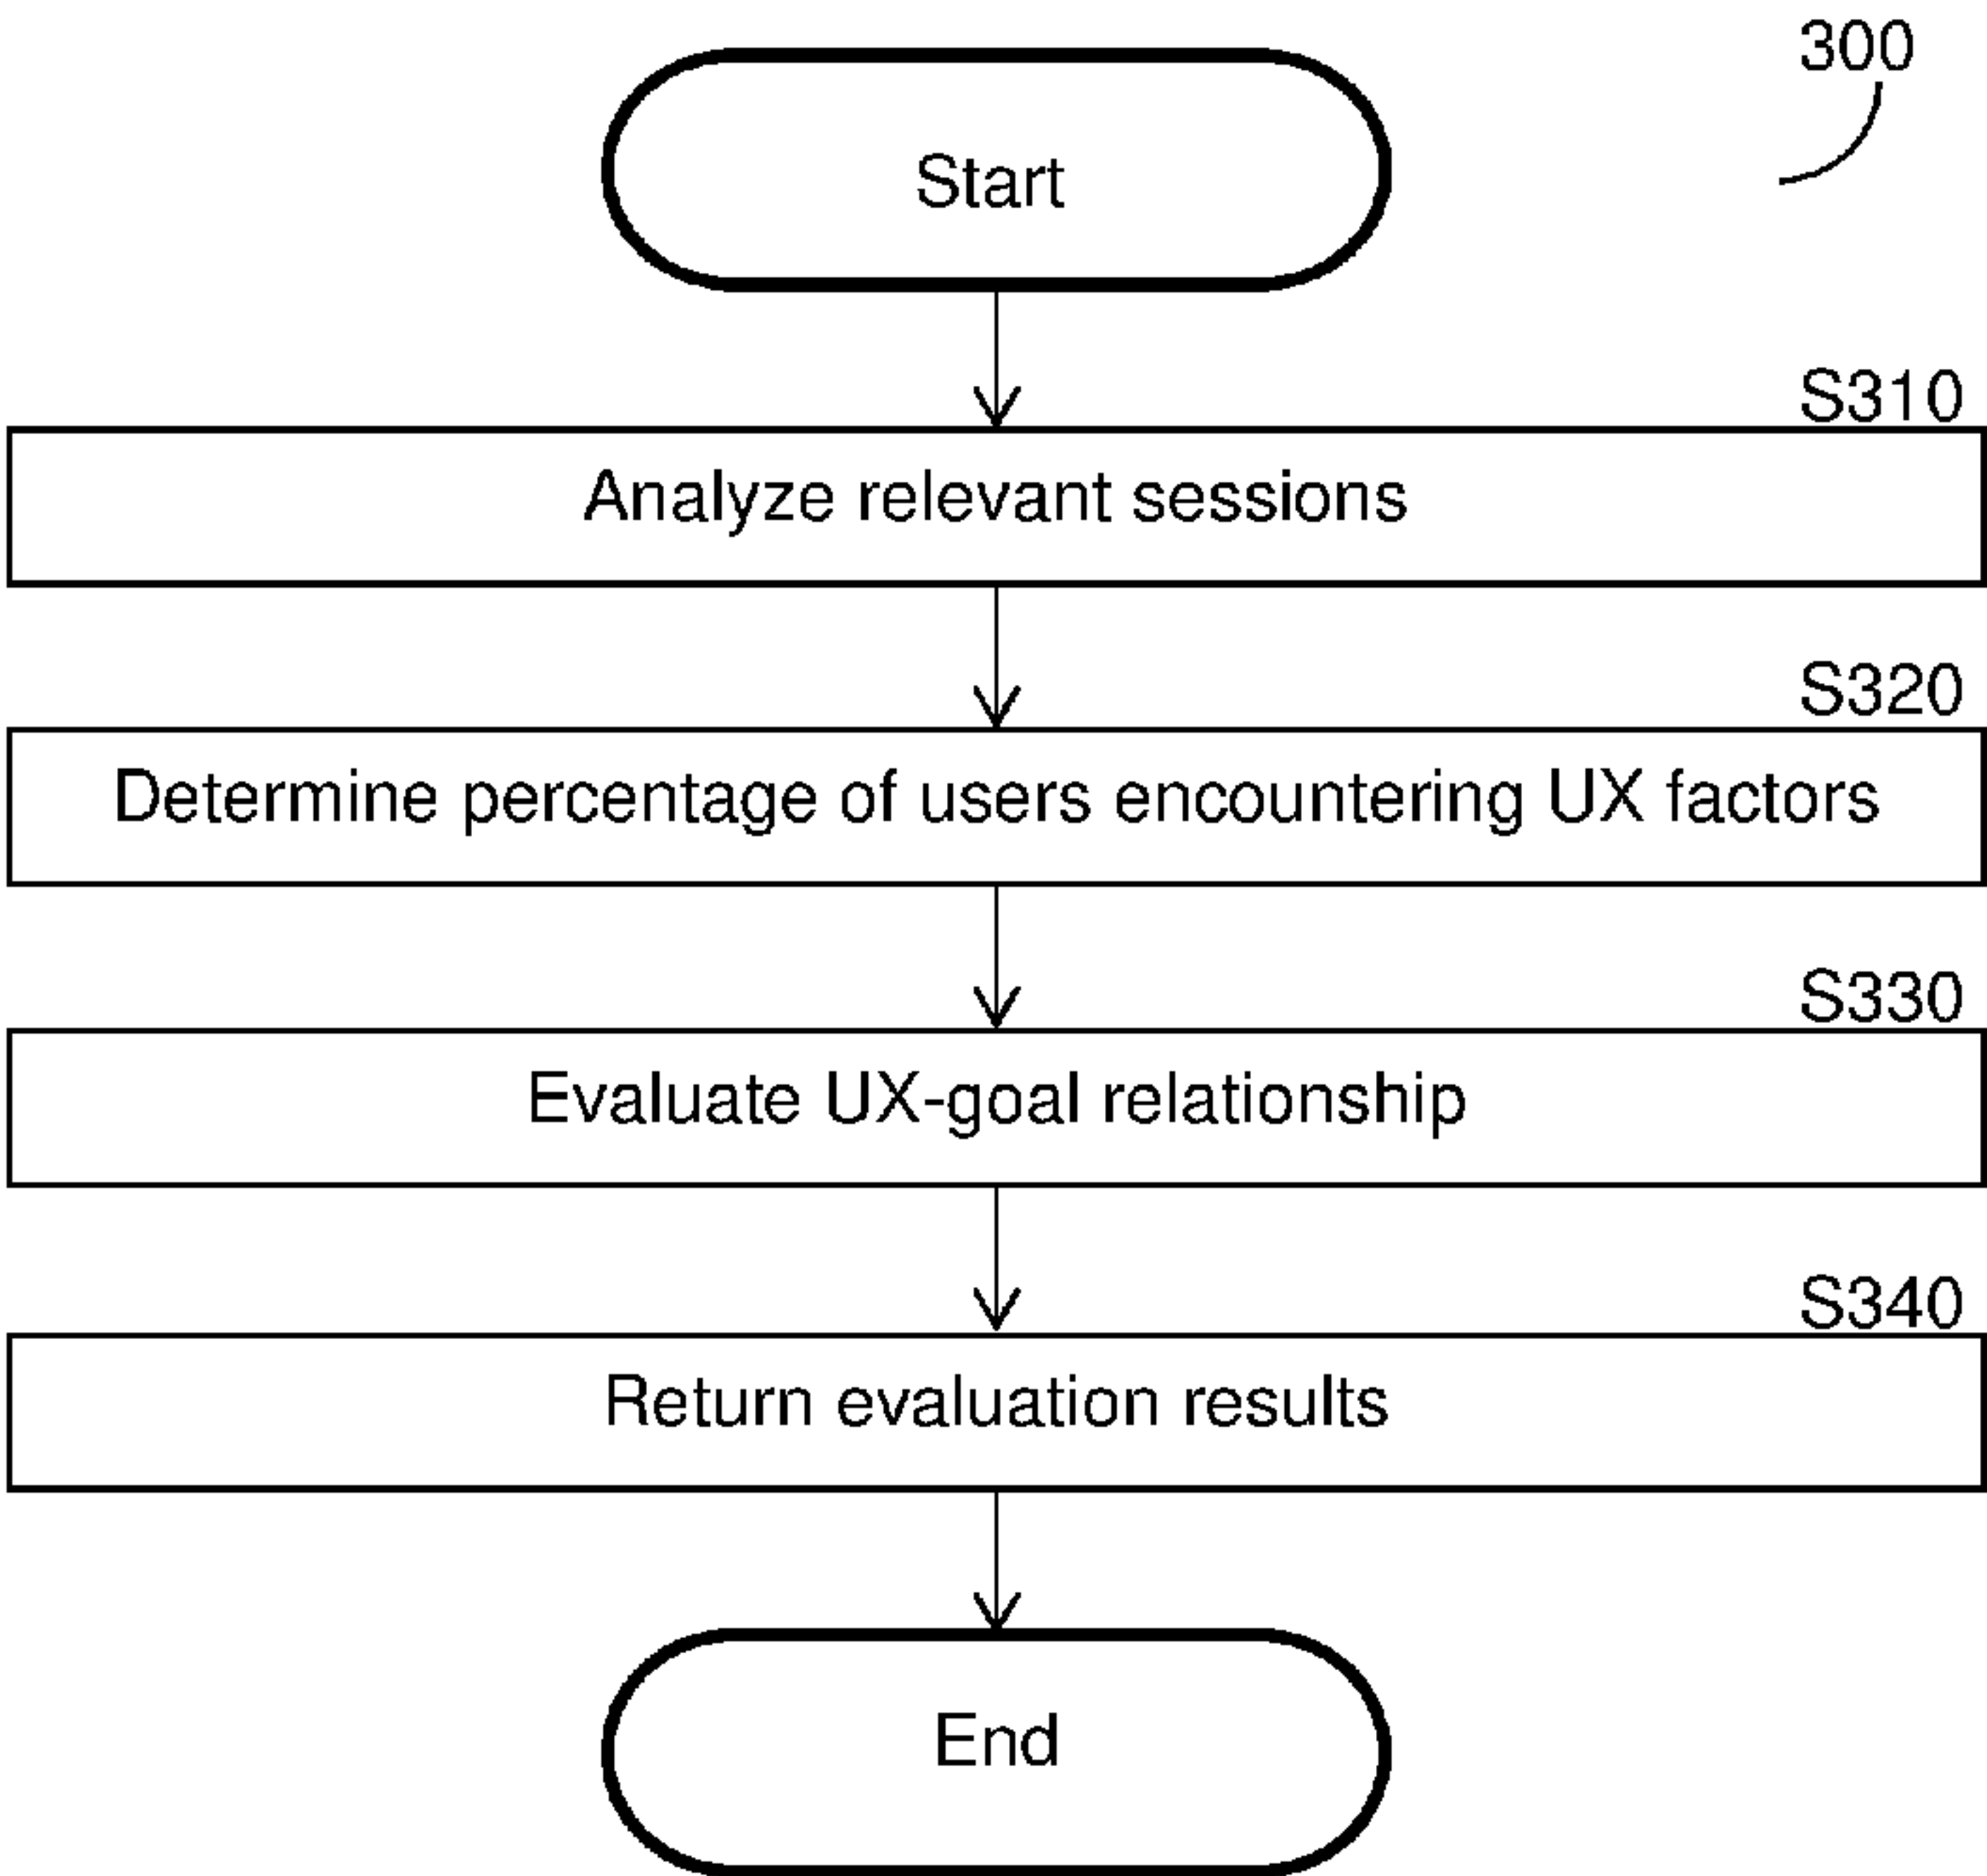 300
Start
S310
Analyze relevant sessions
S320
Determine percentage of users encountering UX factors
S330
Evaluate UX-goal relationship
S340
Return evaluation results
End